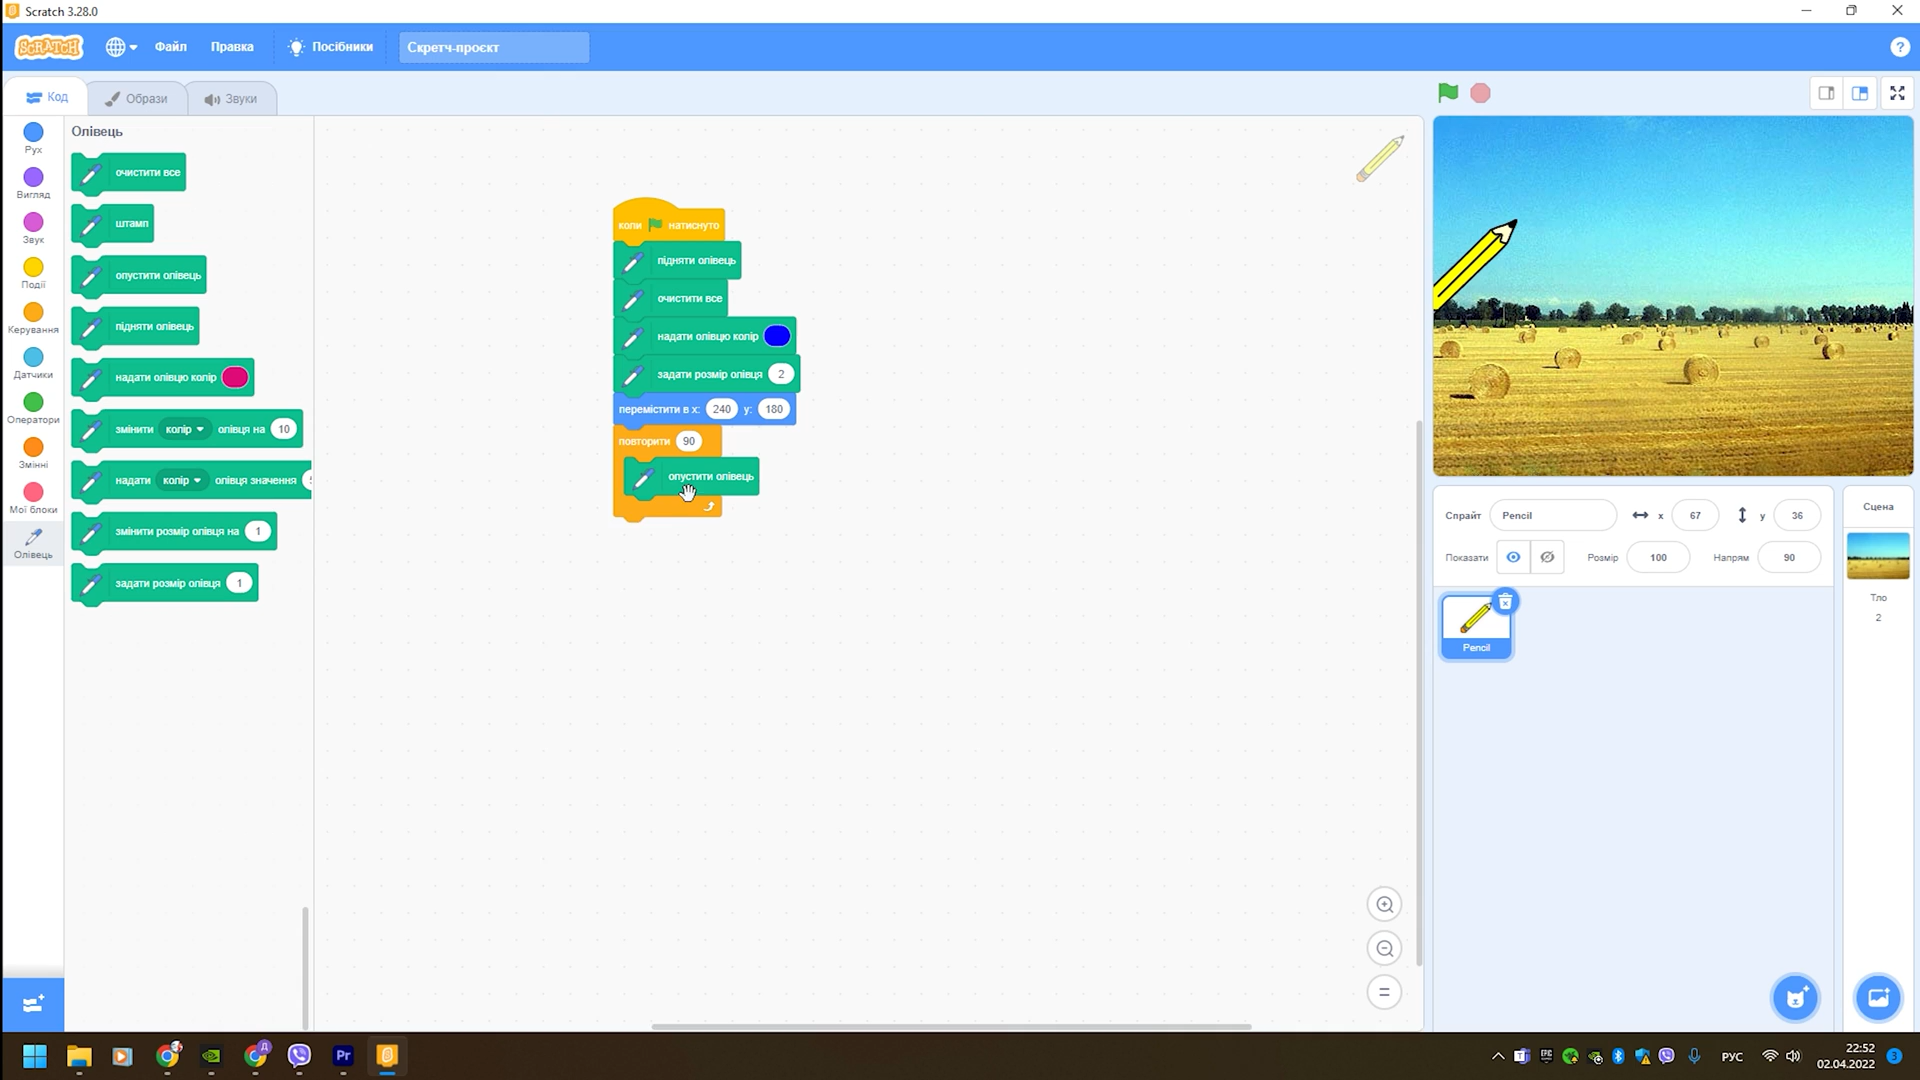 Scratch 3.28.0
SCRATCH
Файл
Правка
Посібники
Скретч-проєкт
?
Код
Образи
Звуки
Рух
Вигляд
Звук
Події
Керування
Датчики
Оператори
Змінні
Мої блоки
Олівець
Олівець
очистити все
штамп
опустити олівець
підняти олівець
надати олівцю колір
змінити колір олівця на 10
надати колір олівця значення
змінити розмір олівця на 1
задати розмір олівця 1
коли натиснуто
підняти олівець
очистити все
надати олівцю колір
задати розмір олівця 2
перемістити в x: 240 y: 180
повторити 90
опустити олівець
Спрайт Pencil x 67 y 36
Показати Розмір 100 Напрям 90
Pencil
Сцена
Тло
2
Pr
РУС
22:52
02.04.2022
3